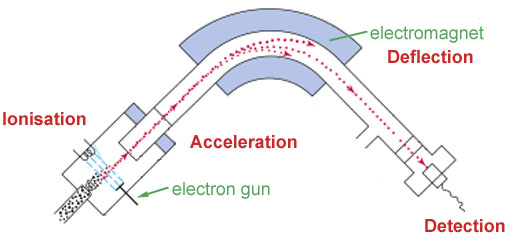 electromagnet
Deflection
Ionisation
Acceleration
electron gun
Detection